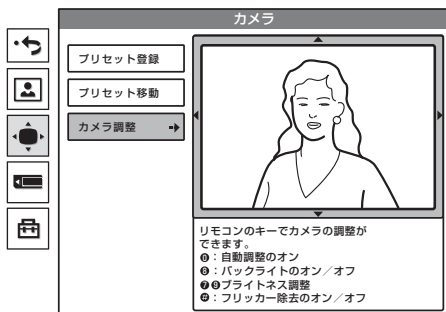 カメラ
プリセット登録
プリセット移動
カメラ調整
リモコンのキーでカメラの調整が
できます。
⓪：自動調整のオン
❽：バックライトのオン／オフ
❼❾ブライトネス調整
#：フリッカー除去のオン／オフ